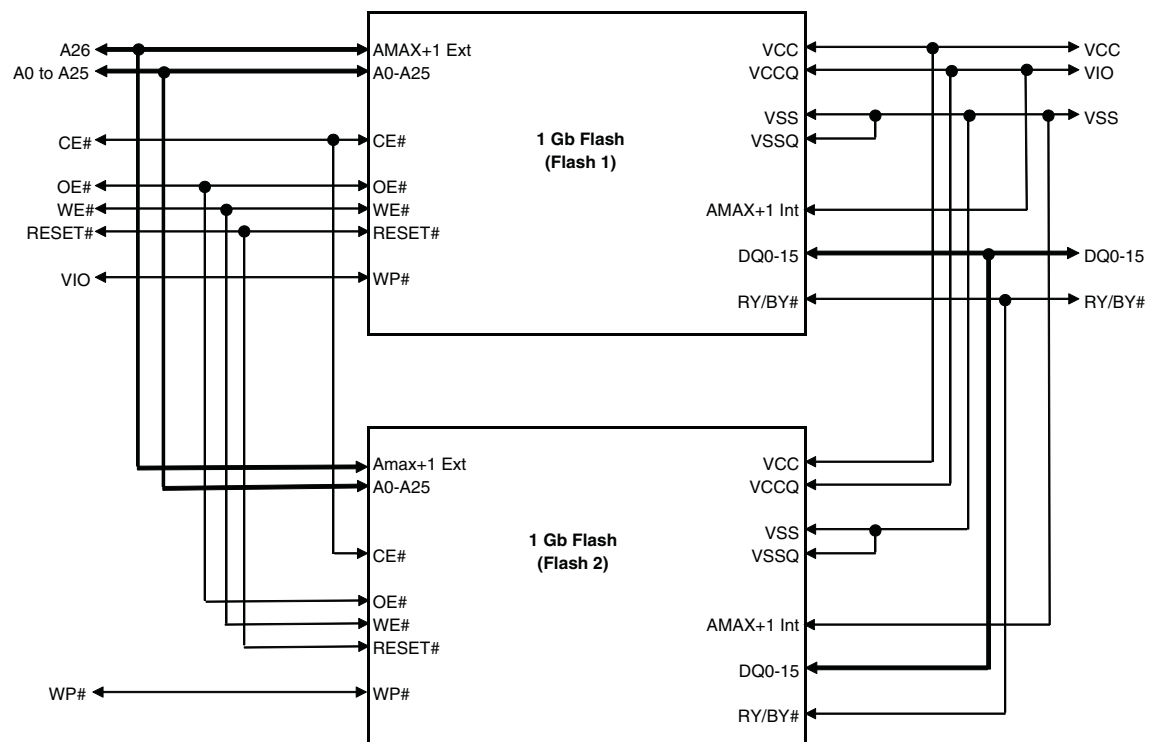 A26
A0 to A25
CE#
OE#
WE#
RESET#
VIO
AMAX+1 Ext
A0-A25
CE#
OE#
WE#
RESET#
WP#
1 Gb Flash
(Flash 1)
VCC
VCCQ
VSS
VSSQ
AMAX+1 Int
DQ0-15
RY/BY#
VCC
VIO
VSS
DQ0-15
RY/BY#
WP#
Amax+1 Ext
A0-A25
CE#
OE#
WE#
RESET#
WP#
1 Gb Flash
(Flash 2)
VCC
VCCQ
VSS
VSSQ
AMAX+1 Int
DQ0-15
RY/BY#